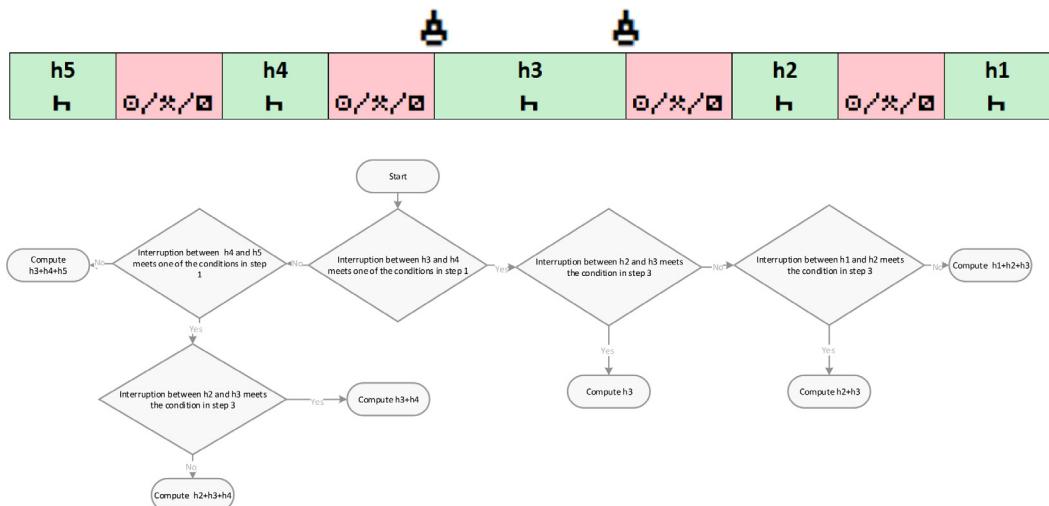 h5 h4 h3 h2 h1
Start
Interruption between h4 and h5
meets one of the conditions in step
1
Interruption between h3 and h4
meets one of the conditions in step 1
Interruption between h2 and h3 meets
the condition in step 3
Interruption between h1 and h2 meets
the condition in step 3
Compute
h3+h4+h5
No
No
Yes
No
No
Compute h1+h2+h3
Yes
Yes
Yes
Compute h3
Compute h2+h3
Interruption between h2 and h3 meets
the condition in step 3
Yes
Compute h3+h4
No
Compute h2+h3+h4